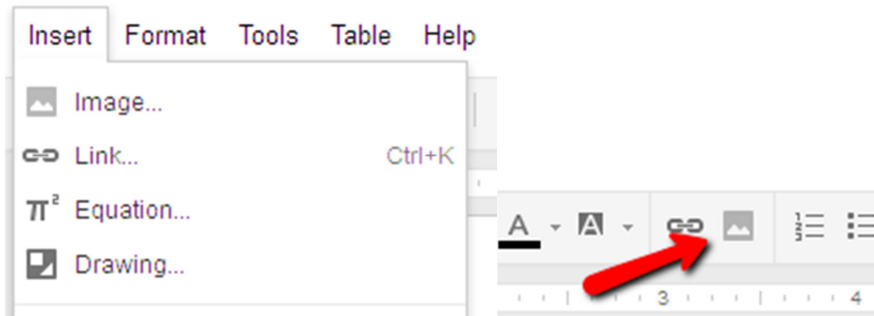 Insert Format Tools Table Help
Image...
Link... Ctrl+K
Equation...
Drawing...
A A
3 4